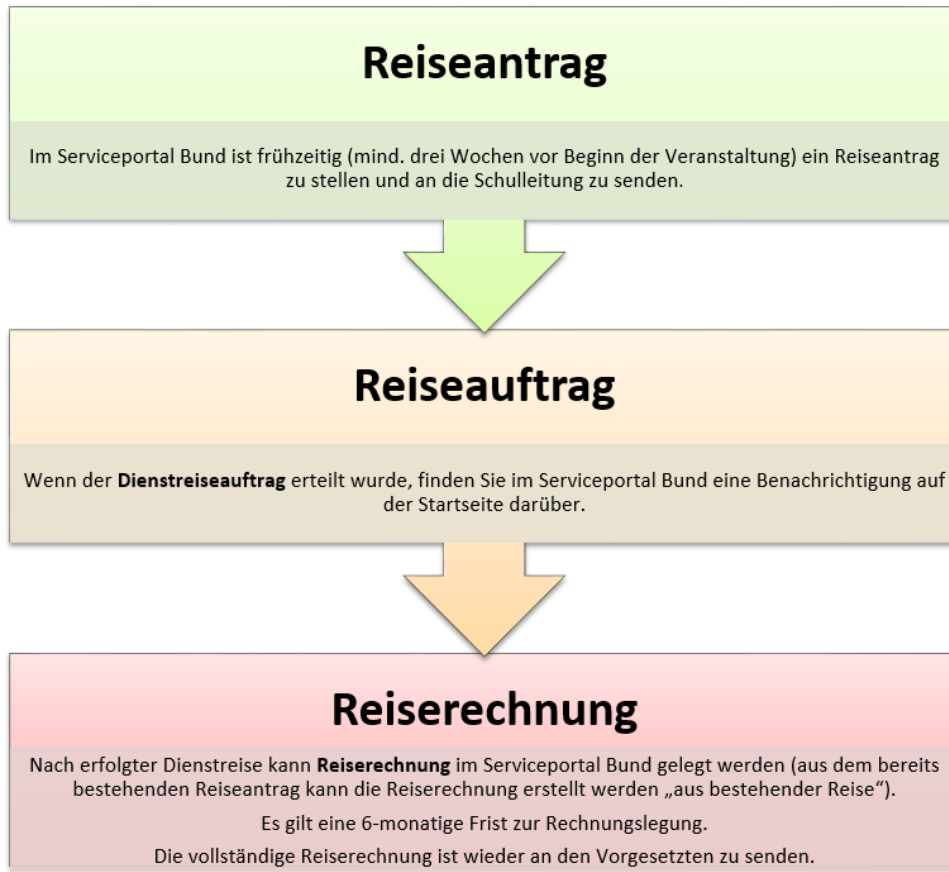 Reiseantrag
Im Serviceportal Bund ist frühzeitig (mind. drei Wochen vor Beginn der Veranstaltung) ein Reiseantrag
zu stellen und an die Schulleitung zu senden.
Reiseauftrag
Wenn der Dienstreiseauftrag erteilt wurde, finden Sie im Serviceportal Bund eine Benachrichtigung auf
der Startseite darüber.
Reiserechnung
Nach erfolgter Dienstreise kann Reiserechnung im Serviceportal Bund gelegt werden (aus dem bereits
bestehenden Reiseantrag kann die Reiserechnung erstellt werden „aus bestehender Reise“).
Es gilt eine 6-monatige Frist zur Rechnungslegung.
Die vollständige Reiserechnung ist wieder an den Vorgesetzten zu senden.